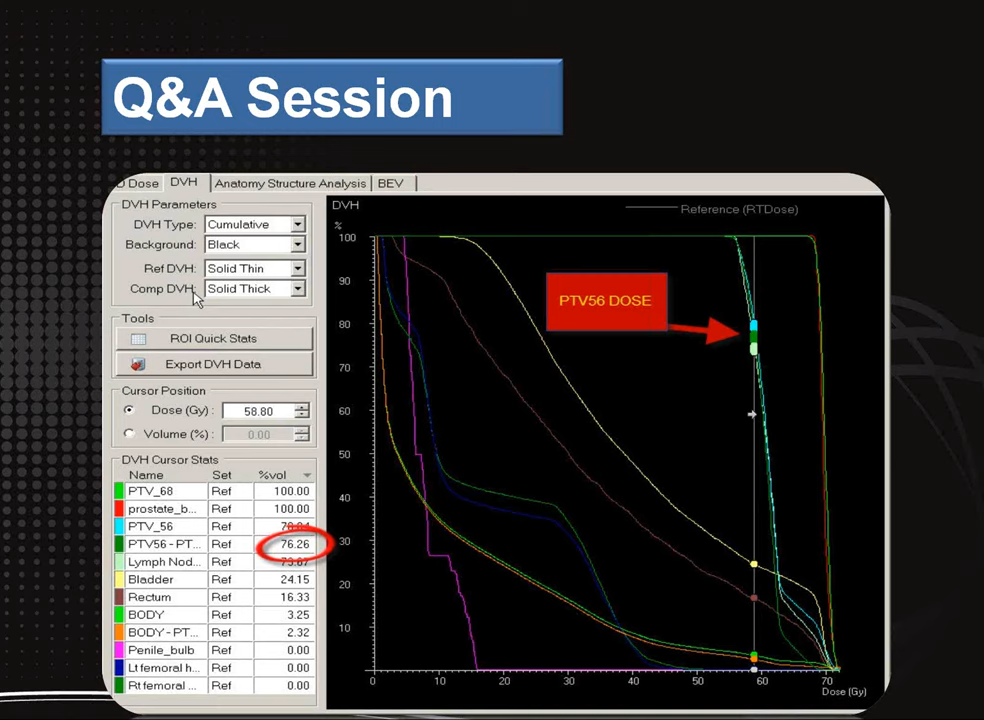 Q&A Session
D Dose DVH Anatomy Structure Analysis BEV
DVH Parameters
DVH Type: Cumulative
Background: Black
Ref DVH: Solid Thin
Comp DVH: Solid Thick
Tools
ROI Quick Stats
Export DVH Data
Cursor Position
Dose (Gy) : 58.80
Volume (%) : 0.00
DVH Cursor Stats
Name Set %vol
PTV_68 Ref 100.00
prostate_b... Ref 100.00
PTV_56 Ref
PTV56 - PT... Ref 76.26
Lymph Nod... Ref 73.67
Bladder Ref 24.15
Rectum Ref 16.33
BODY Ref 3.25
BODY - PT... Ref 2.32
Penile_bulb Ref 0.00
Lt femoral h... Ref 0.00
Rt femoral ... Ref 0.00
DVH
Reference (RTDose)
%
100
90
80
70
60
50
40
30
20
10
PTV56 DOSE
0 10 20 30 40 50 60 70
Dose (Gy)